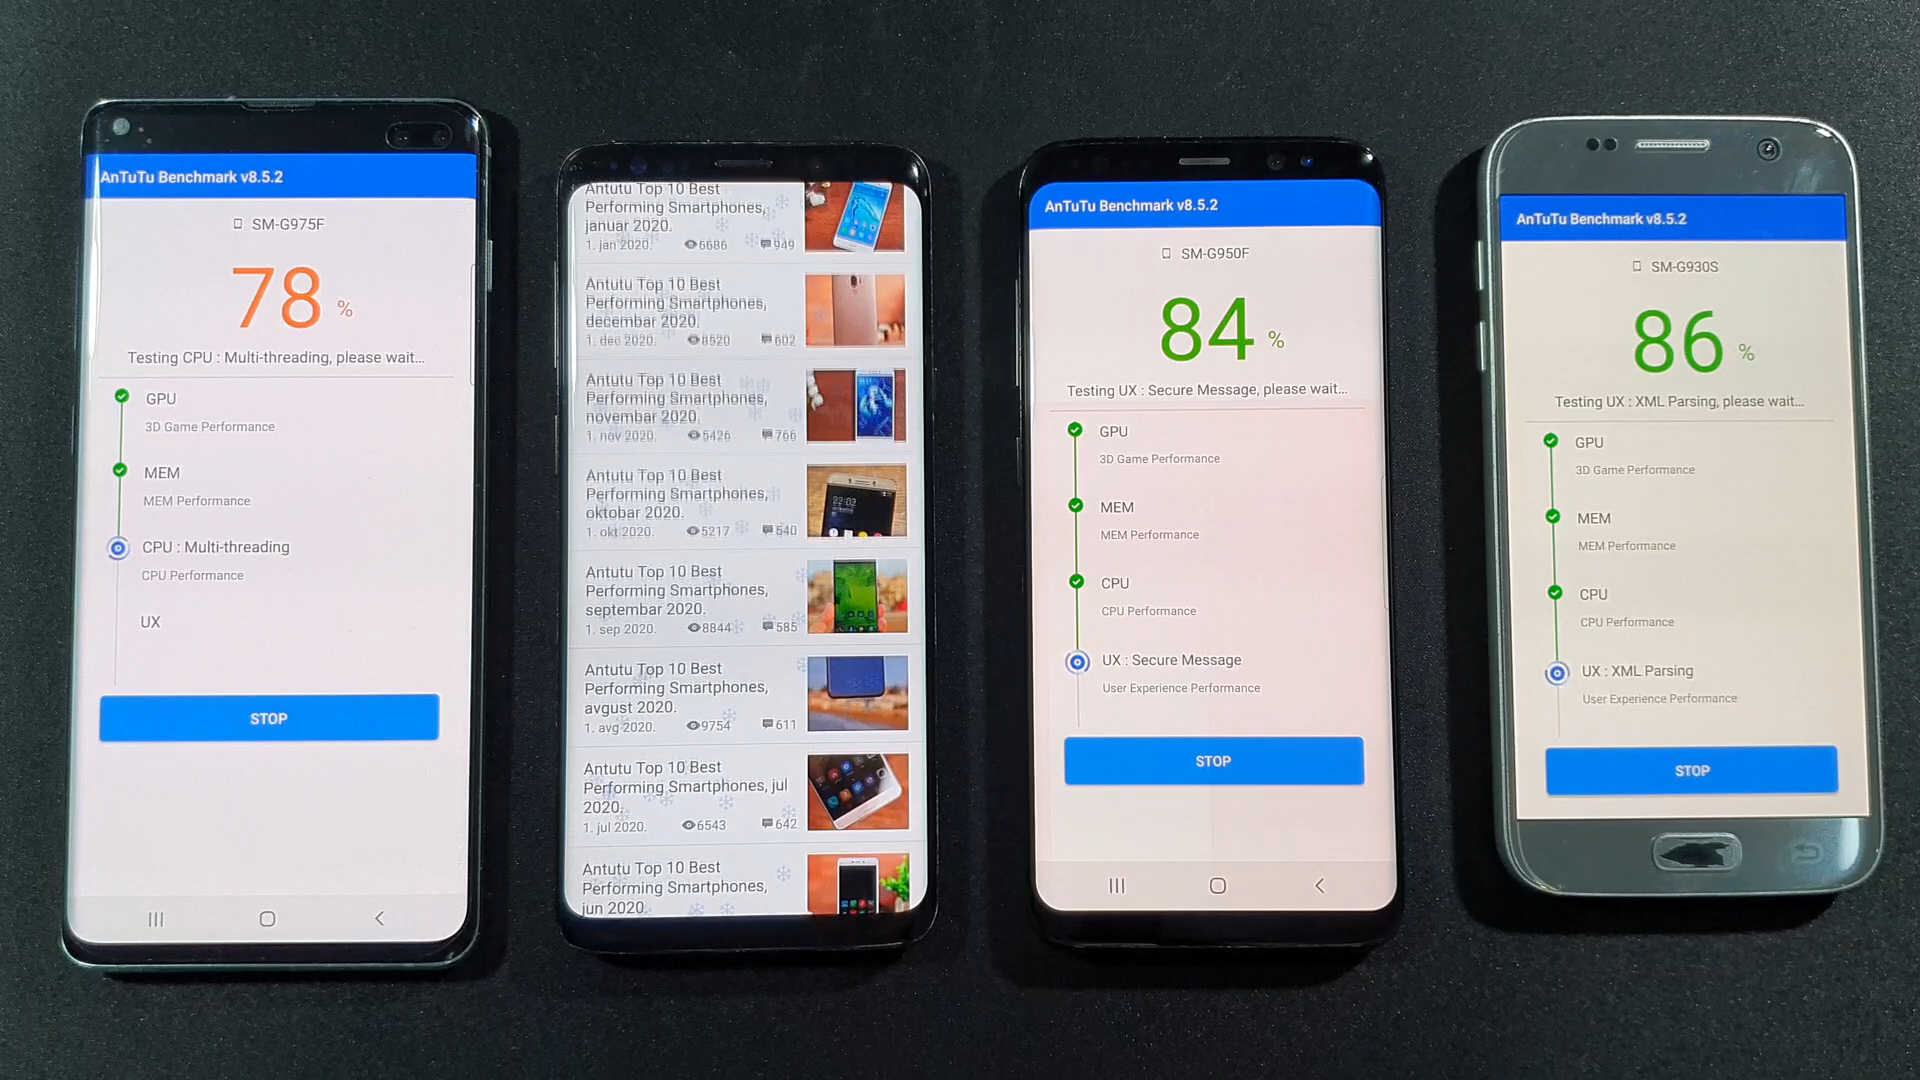 AnTuTu Benchmark v8.5.2
SM-G975F
78 %
Testing CPU : Multi-threading, please wait...
GPU
3D Game Performance
MEM
MEM Performance
CPU : Multi-threading
CPU Performance
UX
STOP
Antutu Top 10 Best
Performing Smartphones,
januar 2020.
1. jan 2020. 6686 949
Antutu Top 10 Best
Performing Smartphones,
decembar 2020.
1. dec 2020. 8520 602
Antutu Top 10 Best
Performing Smartphones,
novembar 2020.
1. nov 2020. 5426 766
Antutu Top 10 Best
Performing Smartphones,
oktobar 2020.
1. okt 2020. 5217 540
22:03
Antutu Top 10 Best
Performing Smartphones,
septembar 2020.
1. sep 2020. 8844 585
Antutu Top 10 Best
Performing Smartphones,
avgust 2020.
1. avg 2020. 9754 611
Antutu Top 10 Best
Performing Smartphones, jul
2020.
1. jul 2020. 6543 642
Antutu Top 10 Best
Performing Smartphones,
jun 2020.
AnTuTu Benchmark v8.5.2
SM-G950F
84 %
Testing UX : Secure Message, please wait...
GPU
3D Game Performance
MEM
MEM Performance
CPU
CPU Performance
UX : Secure Message
User Experience Performance
STOP
AnTuTu Benchmark v8.5.2
SM-G930S
86 %
Testing UX : XML Parsing, please wait...
GPU
3D Game Performance
MEM
MEM Performance
CPU
CPU Performance
UX : XML Parsing
User Experience Performance
STOP